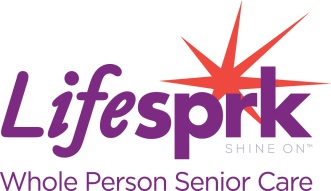 Lifesprk
SHINE ON™
Whole Person Senior Care